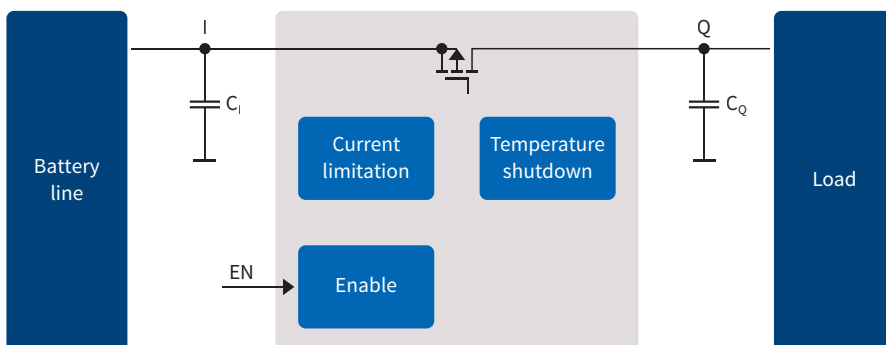 I
Q
C_I
C_Q
Current
limitation
Temperature
shutdown
Battery
line
Load
EN
Enable